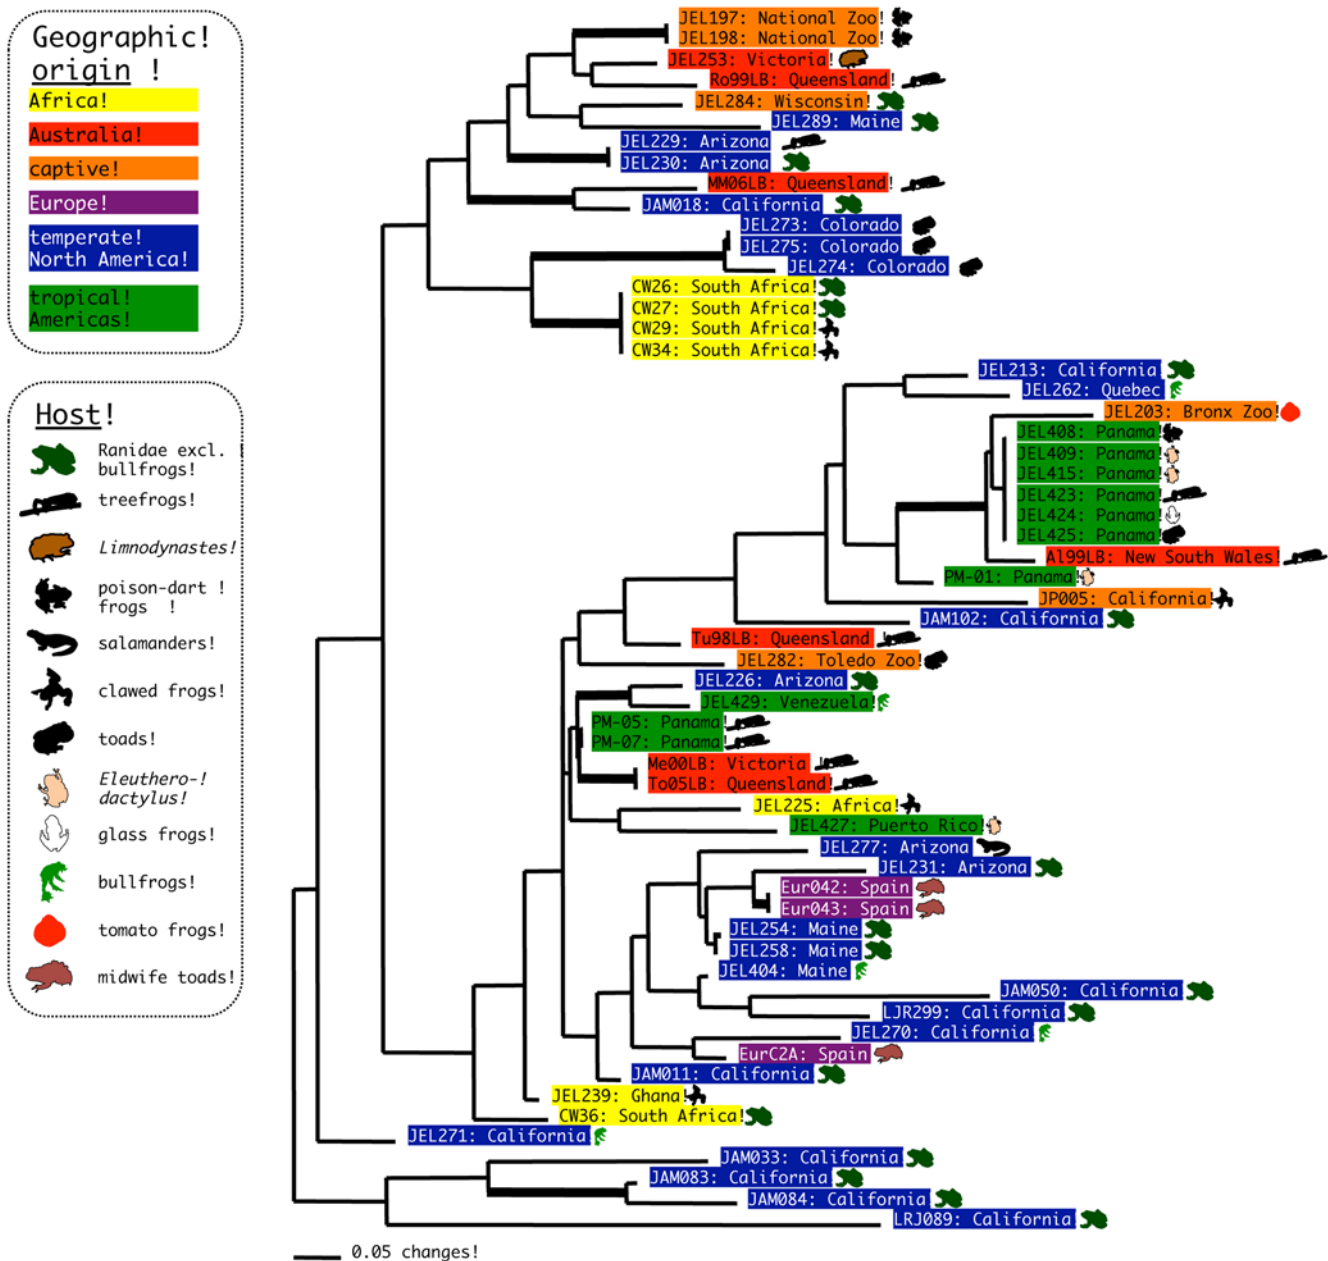 Geographic!
origin !
Africa!
Australia!
captive!
Europe!
temperate!
North America!
tropical!
Americas!
Host!
Ranidae excl. !
bullfrogs!
treefrogs!
Limnodynastes!
poison-dart !
frogs !
salamanders!
clawed frogs!
toads!
Eleuthero-!
dactylus!
glass frogs!
bullfrogs!
tomato frogs!
midwife toads!
JEL197: National Zoo!
JEL198: National Zoo!
JEL253: Victoria!
Ro99LB: Queensland!
JEL284: Wisconsin!
JEL289: Maine
JEL229: Arizona
JEL230: Arizona
MM06LB: Queensland!
JAM018: California
JEL273: Colorado
JEL275: Colorado
JEL274: Colorado
CW26: South Africa!
CW27: South Africa!
CW29: South Africa!
CW34: South Africa!
JEL213: California
JEL262: Quebec
JEL203: Bronx Zoo!
JEL408: Panama!
JEL409: Panama!
JEL415: Panama!
JEL423: Panama!
JEL424: Panama!
JEL425: Panama!
Al99LB: New South Wales!
PM-01: Panama!
JP005: California!
JAM102: California
Tu98LB: Queensland
JEL282: Toledo Zoo!
JEL226: Arizona
JEL429: Venezuela!
PM-05: Panama!
PM-07: Panama!
Me00LB: Victoria !
To05LB: Queensland!
JEL225: Africa!
JEL427: Puerto Rico!
JEL277: Arizona
JEL231: Arizona
Eur042: Spain
Eur043: Spain
JEL254: Maine
JEL258: Maine
JEL404: Maine
JAM050: California
LJR299: California
JEL270: California
EurC2A: Spain
JAM011: California
JEL239: Ghana!
CW36: South Africa!
JEL271: California
JAM033: California
JAM083: California
JAM084: California
LRJ089: California
0.05 changes!